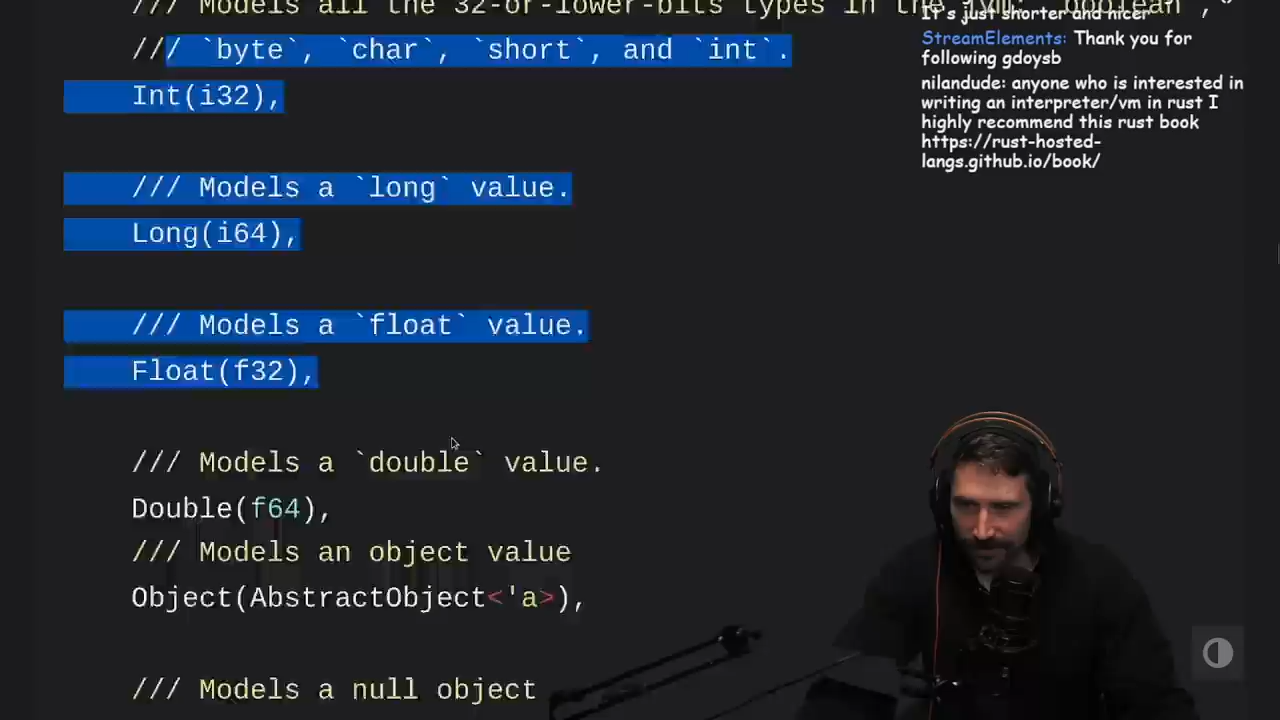 /// Models all the 32-or-lower-bits types in the jvm: `boolean`,
/// `byte`, `char`, `short`, and `int`.
Int(i32),
/// Models a `long` value.
Long(i64),
/// Models a `float` value.
Float(f32),
/// Models a `double` value.
Double(f64),
/// Models an object value
Object(AbstractObject<'a>),
/// Models a null object
It's just shorter and nicer
StreamElements: Thank you for
following gdoysb
nilandude: anyone who is interested in
writing an interpreter/vm in rust I
highly recommend this rust book
https://rust-hosted-
langs.github.io/book/